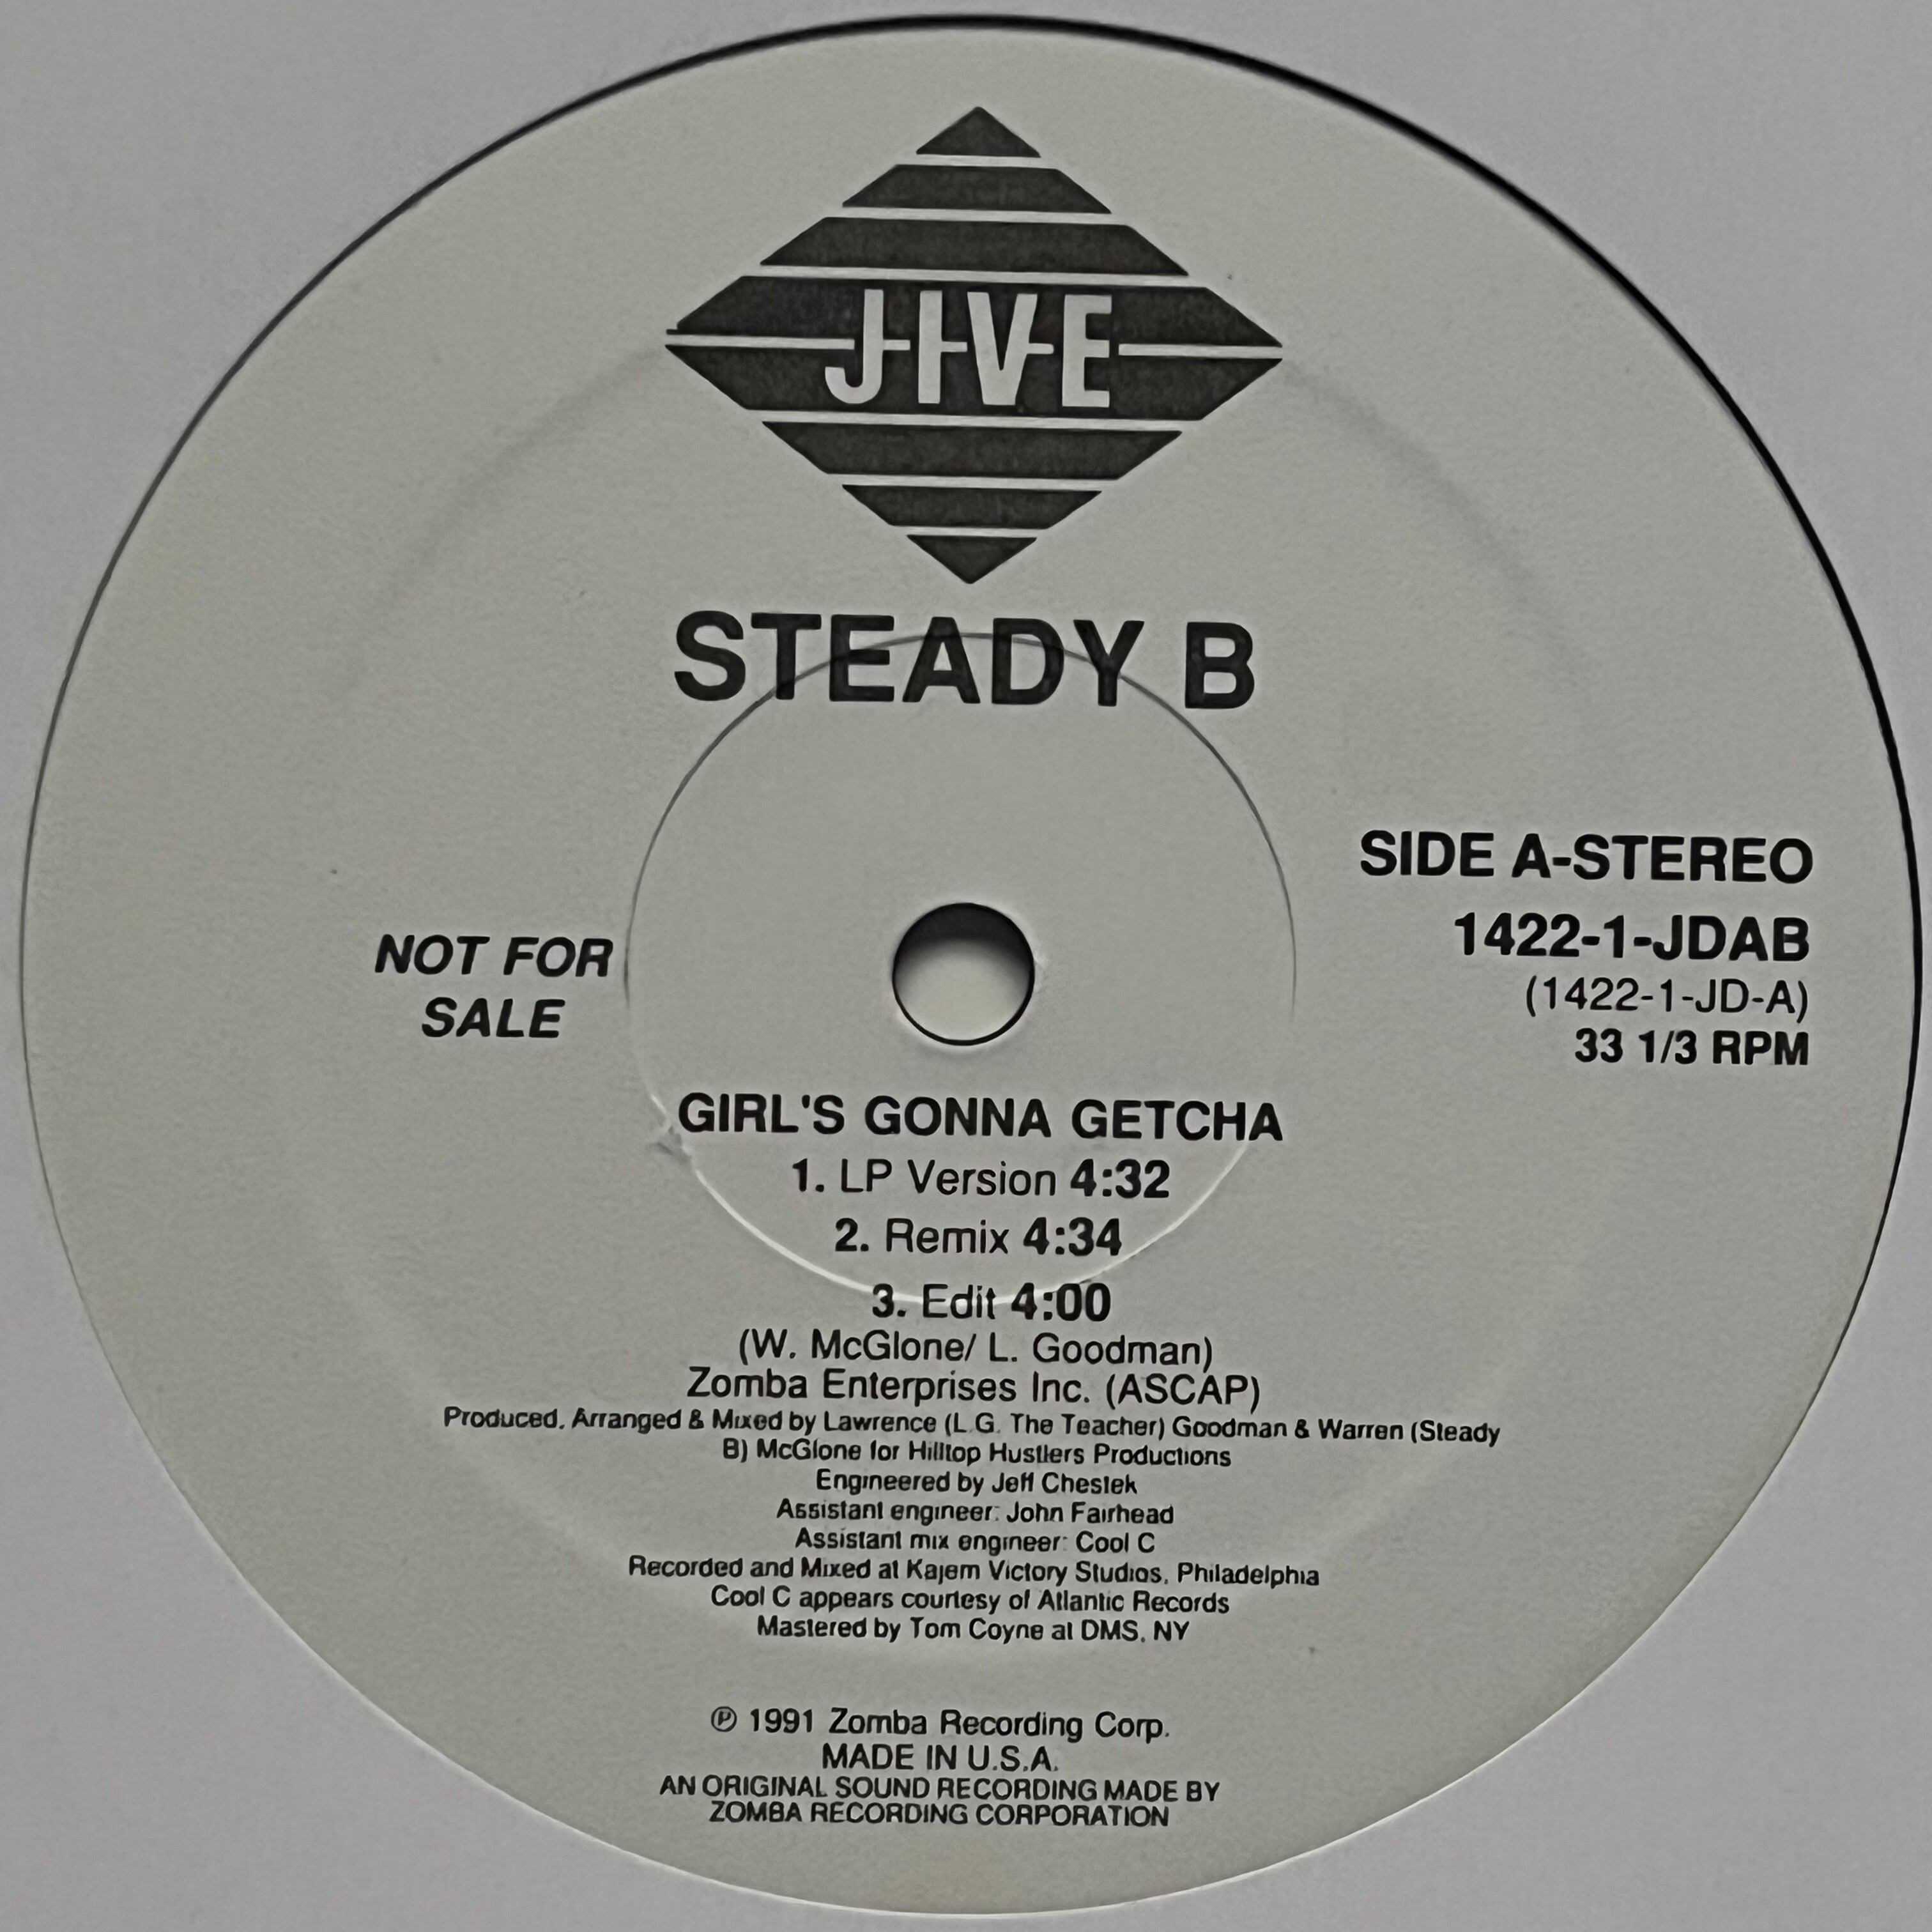 JIVE
STEADY B
SIDE A-STEREO
1422-1-JDAB
(1422-1-JD-A)
33 1/3 RPM
NOT FOR
SALE
GIRL'S GONNA GETCHA
1. LP Version 4:32
2. Remix 4:34
3. Edit 4:00
(W. McGlone/ L. Goodman)
Zomba Enterprises Inc. (ASCAP)
Produced, Arranged & Mixed by Lawrence (L.G. The Teacher) Goodman & Warren (Steady
B) McGlone for Hilltop Hustlers Productions
Engineered by Jeff Chestek
Assistant engineer: John Fairhead
Assistant mix engineer: Cool C
Recorded and Mixed at Kajem Victory Studios, Philadelphia
Cool C appears courtesy of Atlantic Records
Mastered by Tom Coyne at DMS, NY
℗ 1991 Zomba Recording Corp.
MADE IN U.S.A.
AN ORIGINAL SOUND RECORDING MADE BY
ZOMBA RECORDING CORPORATION